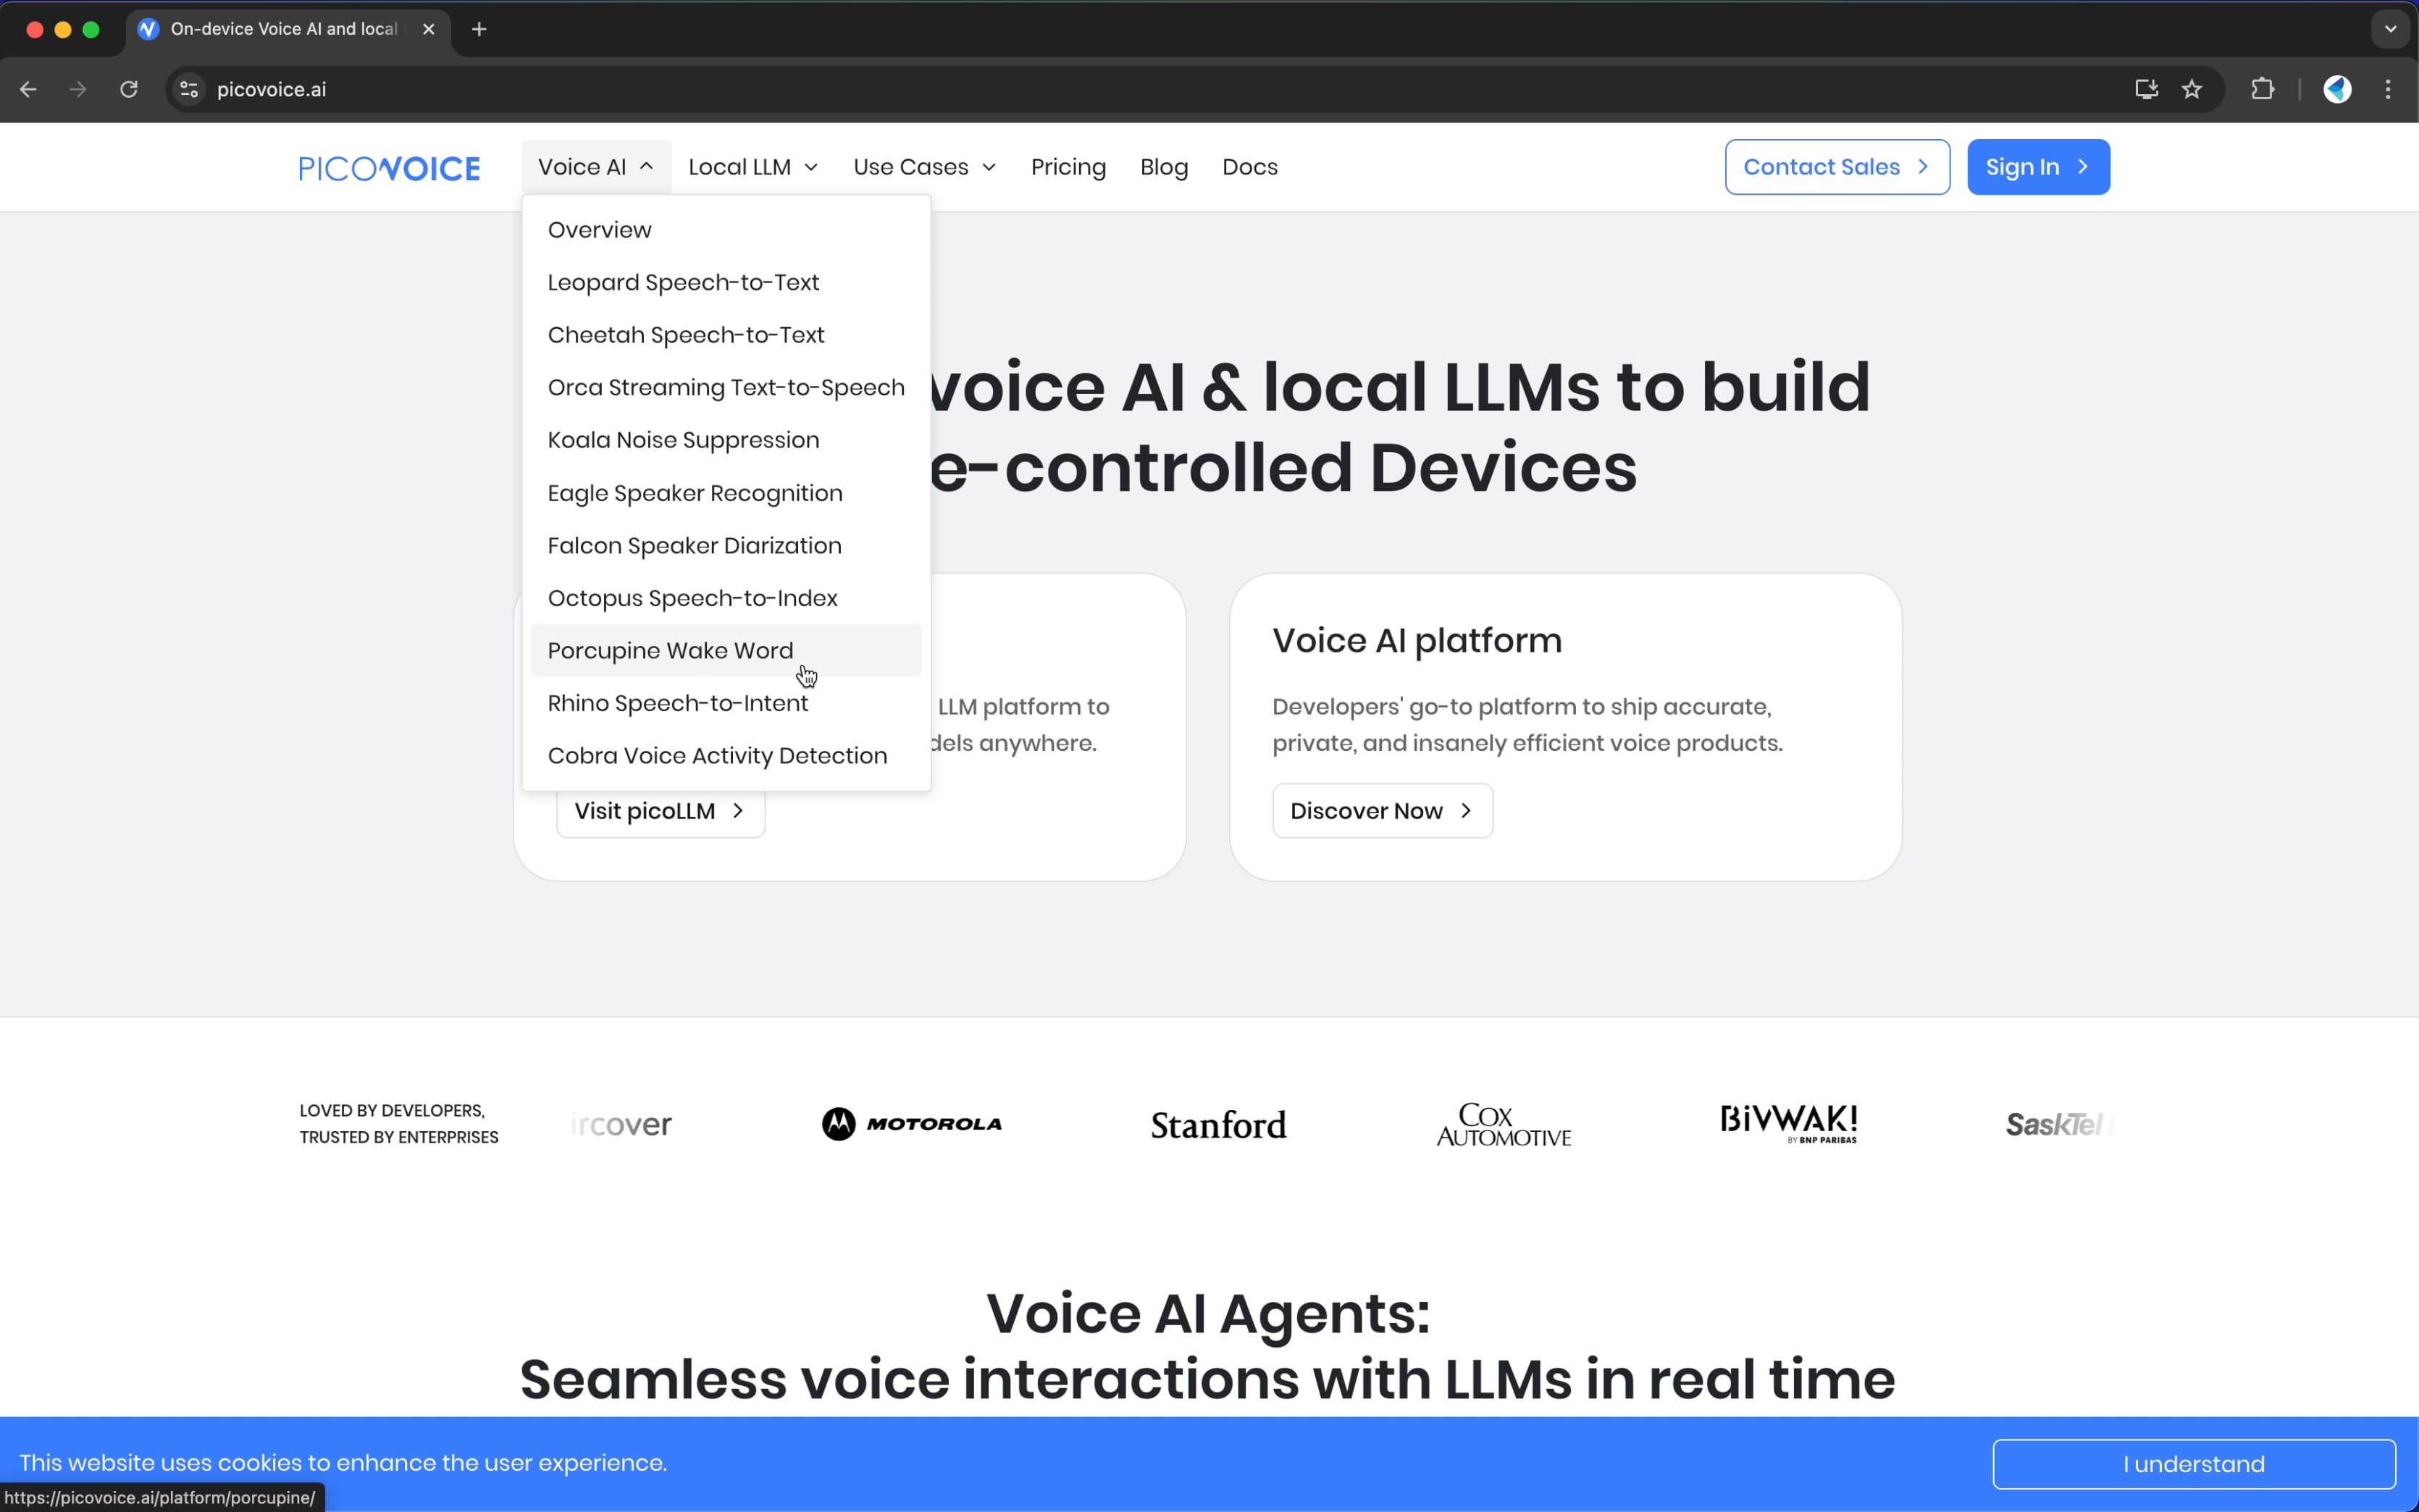 On-device Voice AI and local
picovoice.ai
PICOVOICE
Voice AI
Local LLM
Use Cases
Pricing
Blog
Docs
Contact Sales
Sign In
Overview
Leopard Speech-to-Text
Cheetah Speech-to-Text
Orca Streaming Text-to-Speech
Koala Noise Suppression
Eagle Speaker Recognition
Falcon Speaker Diarization
Octopus Speech-to-Index
Porcupine Wake Word
Rhino Speech-to-Intent
Cobra Voice Activity Detection
voice AI & local LLMs to build
e-controlled Devices
LLM platform to
dels anywhere.
Visit picoLLM
Voice AI platform
Developers' go-to platform to ship accurate,
private, and insanely efficient voice products.
Discover Now
LOVED BY DEVELOPERS,
TRUSTED BY ENTERPRISES
ircover
MOTOROLA
Stanford
COX
AUTOMOTIVE
BiVWAK!
BY BNP PARIBAS
SaskTel
Voice AI Agents:
Seamless voice interactions with LLMs in real time
This website uses cookies to enhance the user experience.
I understand
https://picovoice.ai/platform/porcupine/